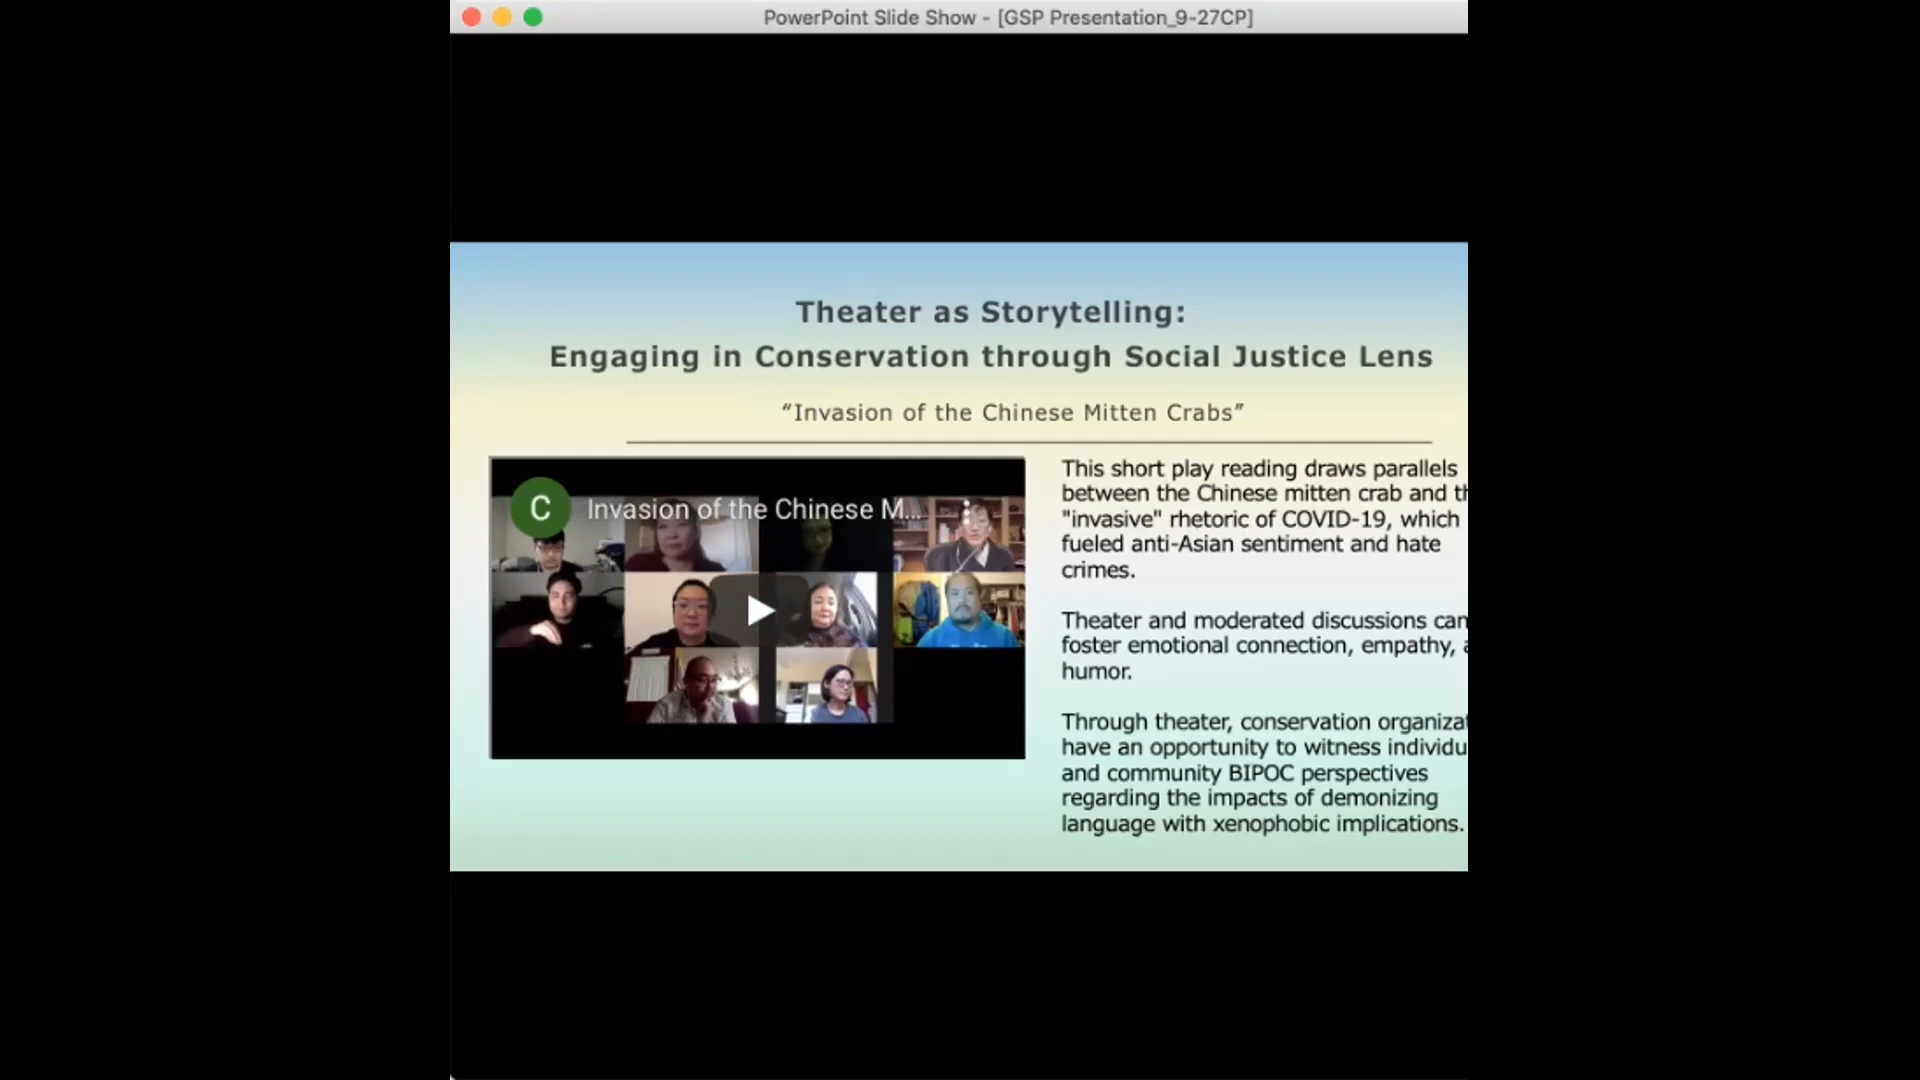 PowerPoint Slide Show - [GSP Presentation_9-27CP]
Theater as Storytelling:
Engaging in Conservation through Social Justice Lens
“Invasion of the Chinese Mitten Crabs”
C
Invasion of the Chinese M...
This short play reading draws parallels
between the Chinese mitten crab and th
"invasive" rhetoric of COVID-19, which
fueled anti-Asian sentiment and hate
crimes.
Theater and moderated discussions can
foster emotional connection, empathy, a
humor.
Through theater, conservation organizat
have an opportunity to witness individu
and community BIPOC perspectives
regarding the impacts of demonizing
language with xenophobic implications.